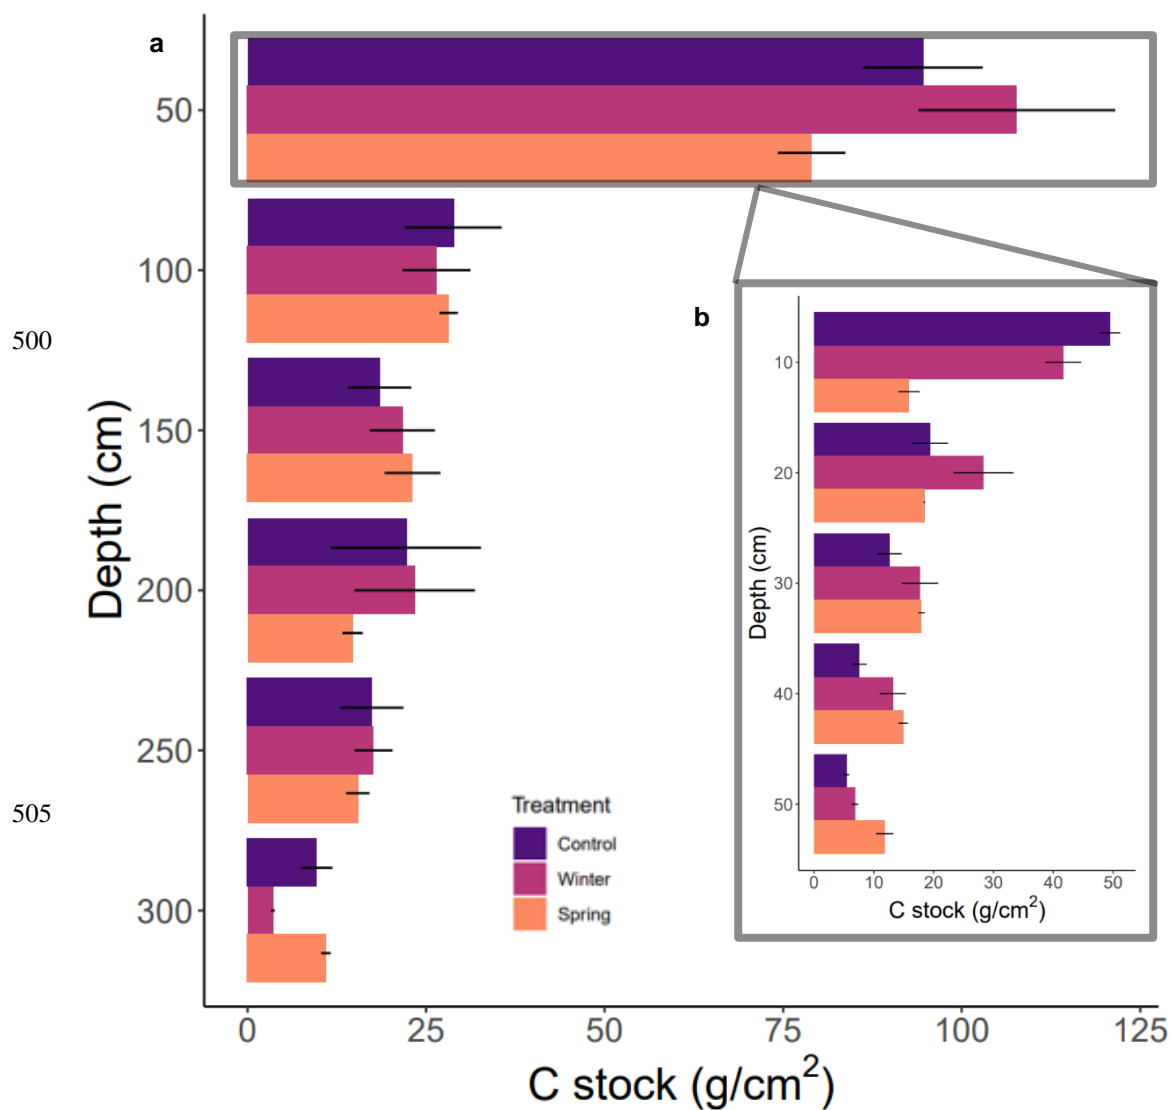 a
50
100
500
150
Depth (cm)
200
250
505
300
Treatment
Control
Winter
Spring
0 25 50 75 100 125
C stock (g/cm²)
b
10
20
30
Depth (cm)
40
50
0 10 20 30 40 50
C stock (g/cm²)